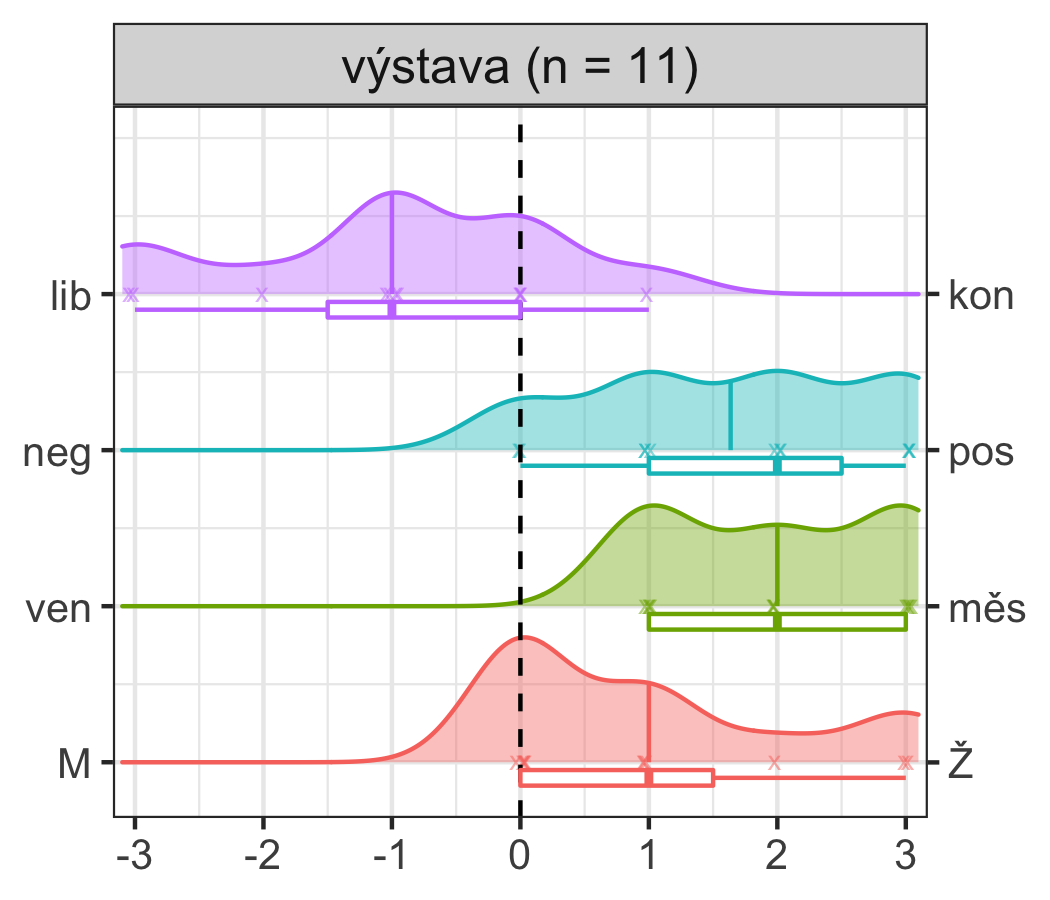 výstava (n = 11)
lib kon
neg pos
ven měs
M Ž
-3 -2 -1 0 1 2 3